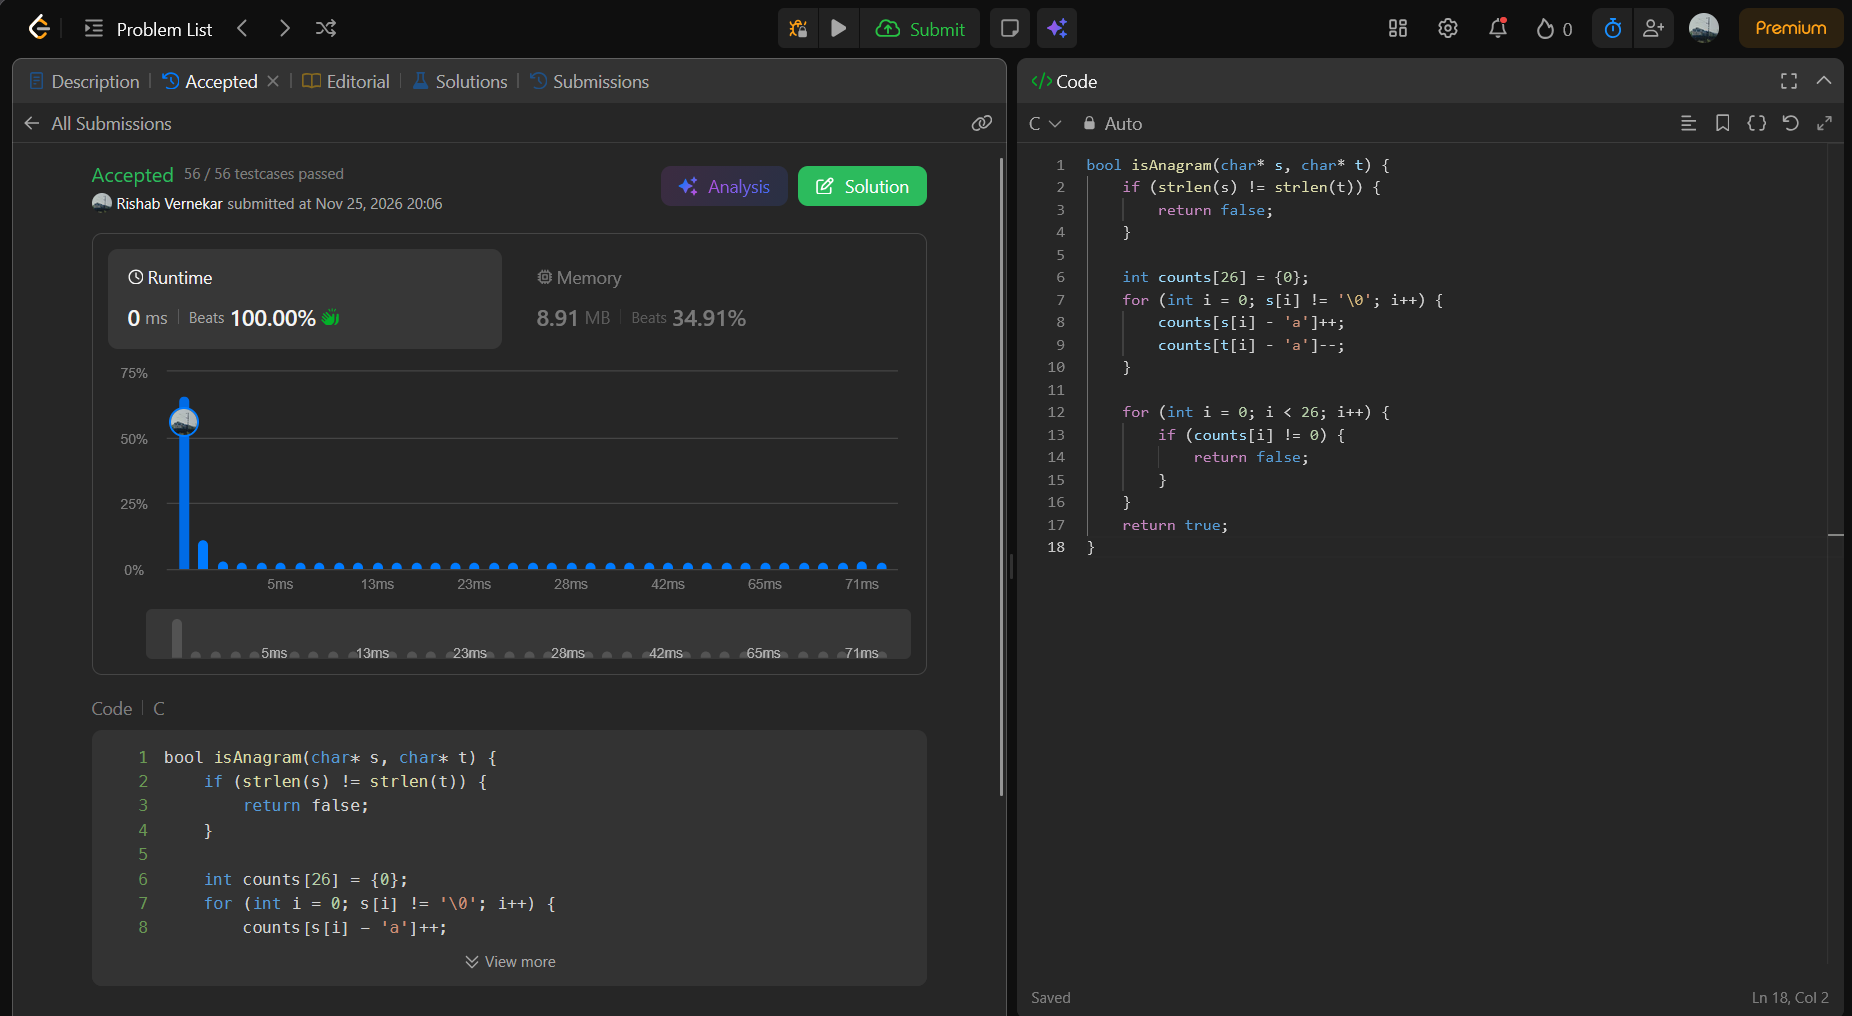 Problem List
Submit
0
Premium
Description
Accepted
Editorial
Solutions
Submissions
All Submissions
Accepted 56 / 56 testcases passed
Rishab Vernekar submitted at Nov 25, 2026 20:06
Analysis
Solution
Runtime
0 ms Beats 100.00%
Memory
8.91 MB Beats 34.91%
75%
50%
25%
0%
5ms 13ms 23ms 28ms 42ms 65ms 71ms
5ms 13ms 23ms 28ms 42ms 65ms 71ms
Code C
1 bool isAnagram(char* s, char* t) {
2     if (strlen(s) != strlen(t)) {
3         return false;
4     }
5
6     int counts[26] = {0};
7     for (int i = 0; s[i] != '\0'; i++) {
8         counts[s[i] - 'a']++;
View more
</> Code
C Auto
1 bool isAnagram(char* s, char* t) {
2     if (strlen(s) != strlen(t)) {
3         return false;
4     }
5
6     int counts[26] = {0};
7     for (int i = 0; s[i] != '\0'; i++) {
8         counts[s[i] - 'a']++;
9         counts[t[i] - 'a']--;
10     }
11
12     for (int i = 0; i < 26; i++) {
13         if (counts[i] != 0) {
14             return false;
15         }
16     }
17     return true;
18 }
Saved
Ln 18, Col 2